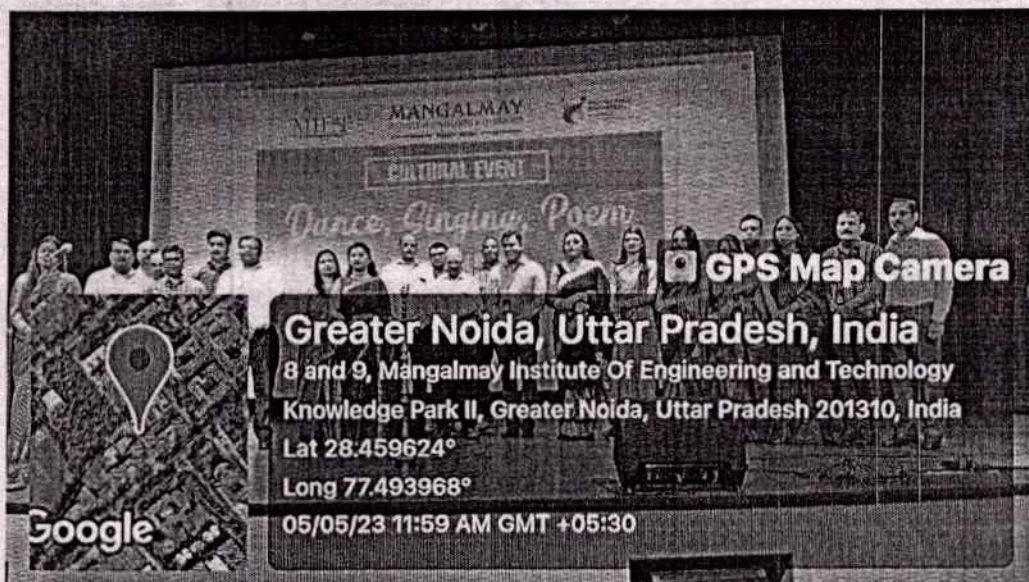 MANGALMAY
CULTURAL EVENT
Dance, Singing, Poem
GPS Map Camera
Greater Noida, Uttar Pradesh, India
8 and 9, Mangalmay Institute Of Engineering and Technology
Knowledge Park II, Greater Noida, Uttar Pradesh 201310, India
Lat 28.459624°
Long 77.493968°
05/05/23 11:59 AM GMT +05:30
Google